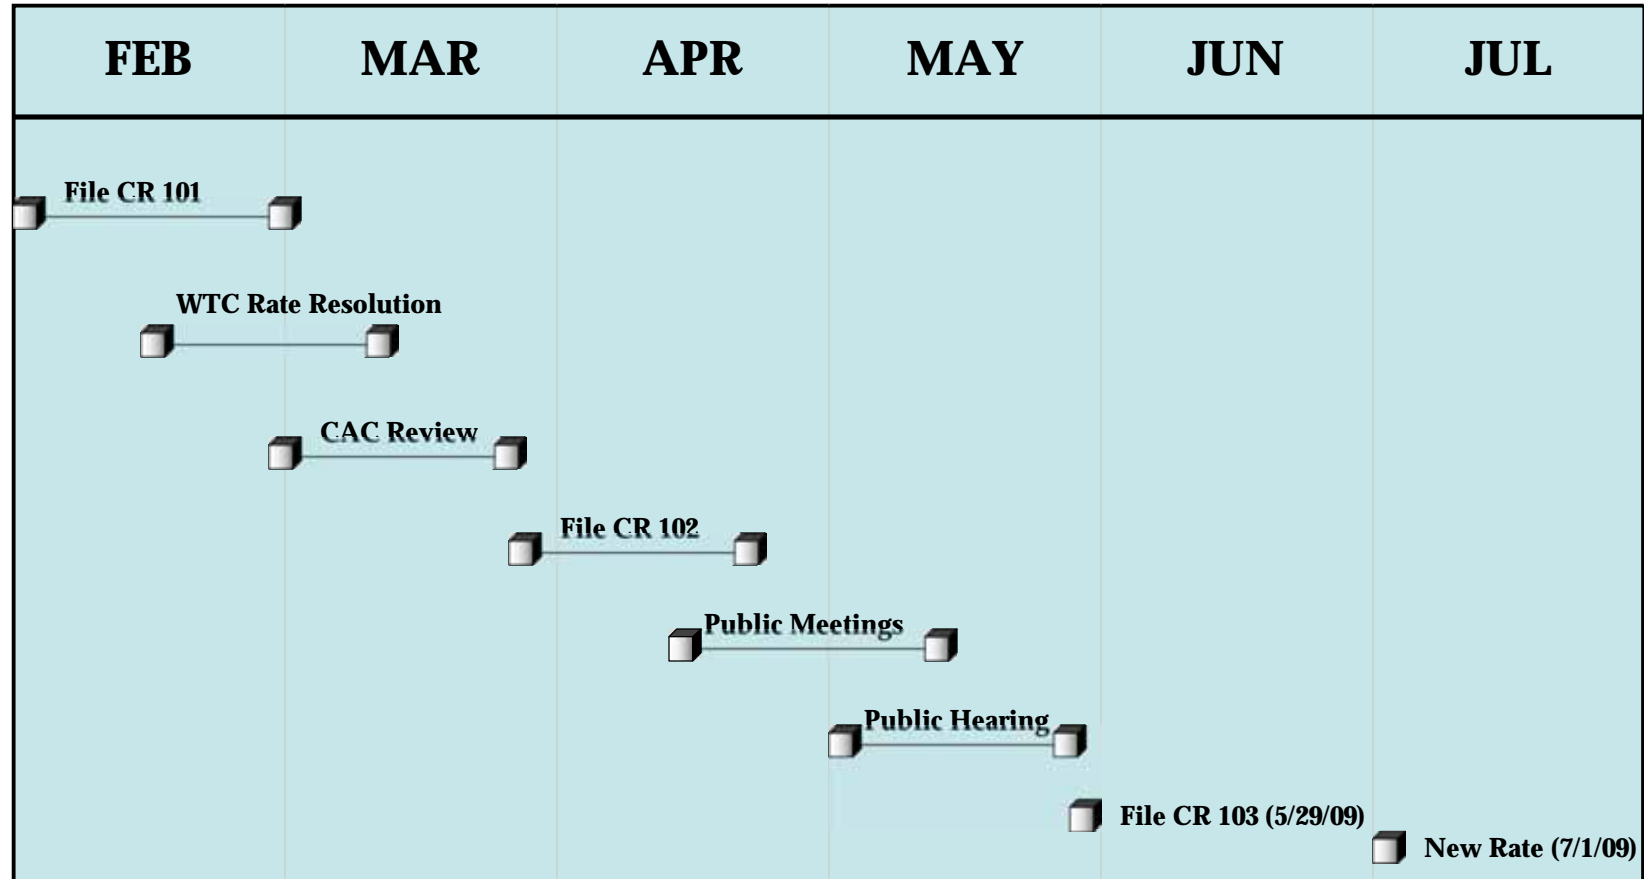 FEB MAR APR MAY JUN JUL
File CR 101
WTC Rate Resolution
CAC Review
File CR 102
Public Meetings
Public Hearing
File CR 103 (5/29/09)
New Rate (7/1/09)